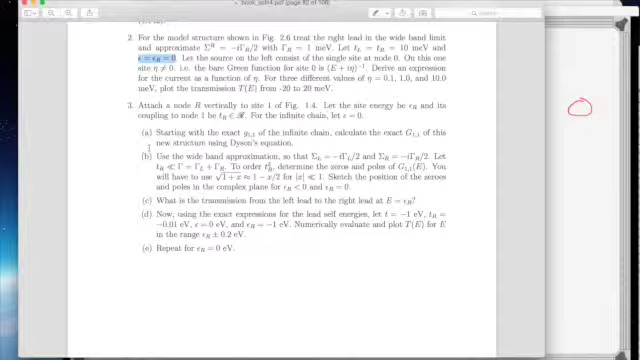 book_soln4.pdf (page 82 of 106)
2. For the model structure shown in Fig. 2.6 treat the right lead in the wide band limit
and approximate Σ^R = −iΓ_R/2 with Γ_R = 1 meV. Let t_L = t_R = 10 meV and
ϵ = ϵ_R = 0. Let the source on the left consist of the single site at node 0. On this one
site η ≠ 0. i.e. the bare Green function for site 0 is (E + iη)^−1. Derive an expression
for the current as a function of η. For three different values of η = 0.1, 1.0, and 10.0
meV, plot the transmission T(E) from -20 to 20 meV.
3. Attach a node R vertically to site 1 of Fig. 1.4. Let the site energy be ϵ_R and its
coupling to node 1 be t_R ∈ ℛ. For the infinite chain, let ϵ = 0.
(a) Starting with the exact g_1,1 of the infinite chain, calculate the exact G_1,1 of this
new structure using Dyson's equation.
(b) Use the wide band approximation, so that Σ_L = −iΓ_L/2 and Σ_R = −iΓ_R/2. Let
t_R ≪ Γ = Γ_L + Γ_R. To order t_R^2, determine the zeros and poles of G_1,1(E). You
will have to use √1 + x ≈ 1 − x/2 for |x| ≪ 1. Sketch the position of the zeroes
and poles in the complex plane for ϵ_R < 0 and ϵ_R = 0.
(c) What is the transmission from the left lead to the right lead at E = ϵ_R?
(d) Now, using the exact expressions for the lead self energies, let t = −1 eV, t_R =
−0.01 eV, ϵ = 0 eV, and ϵ_R = −1 eV. Numerically evaluate and plot T(E) for E
in the range ϵ_R ± 0.2 eV.
(e) Repeat for ϵ_R = 0 eV.